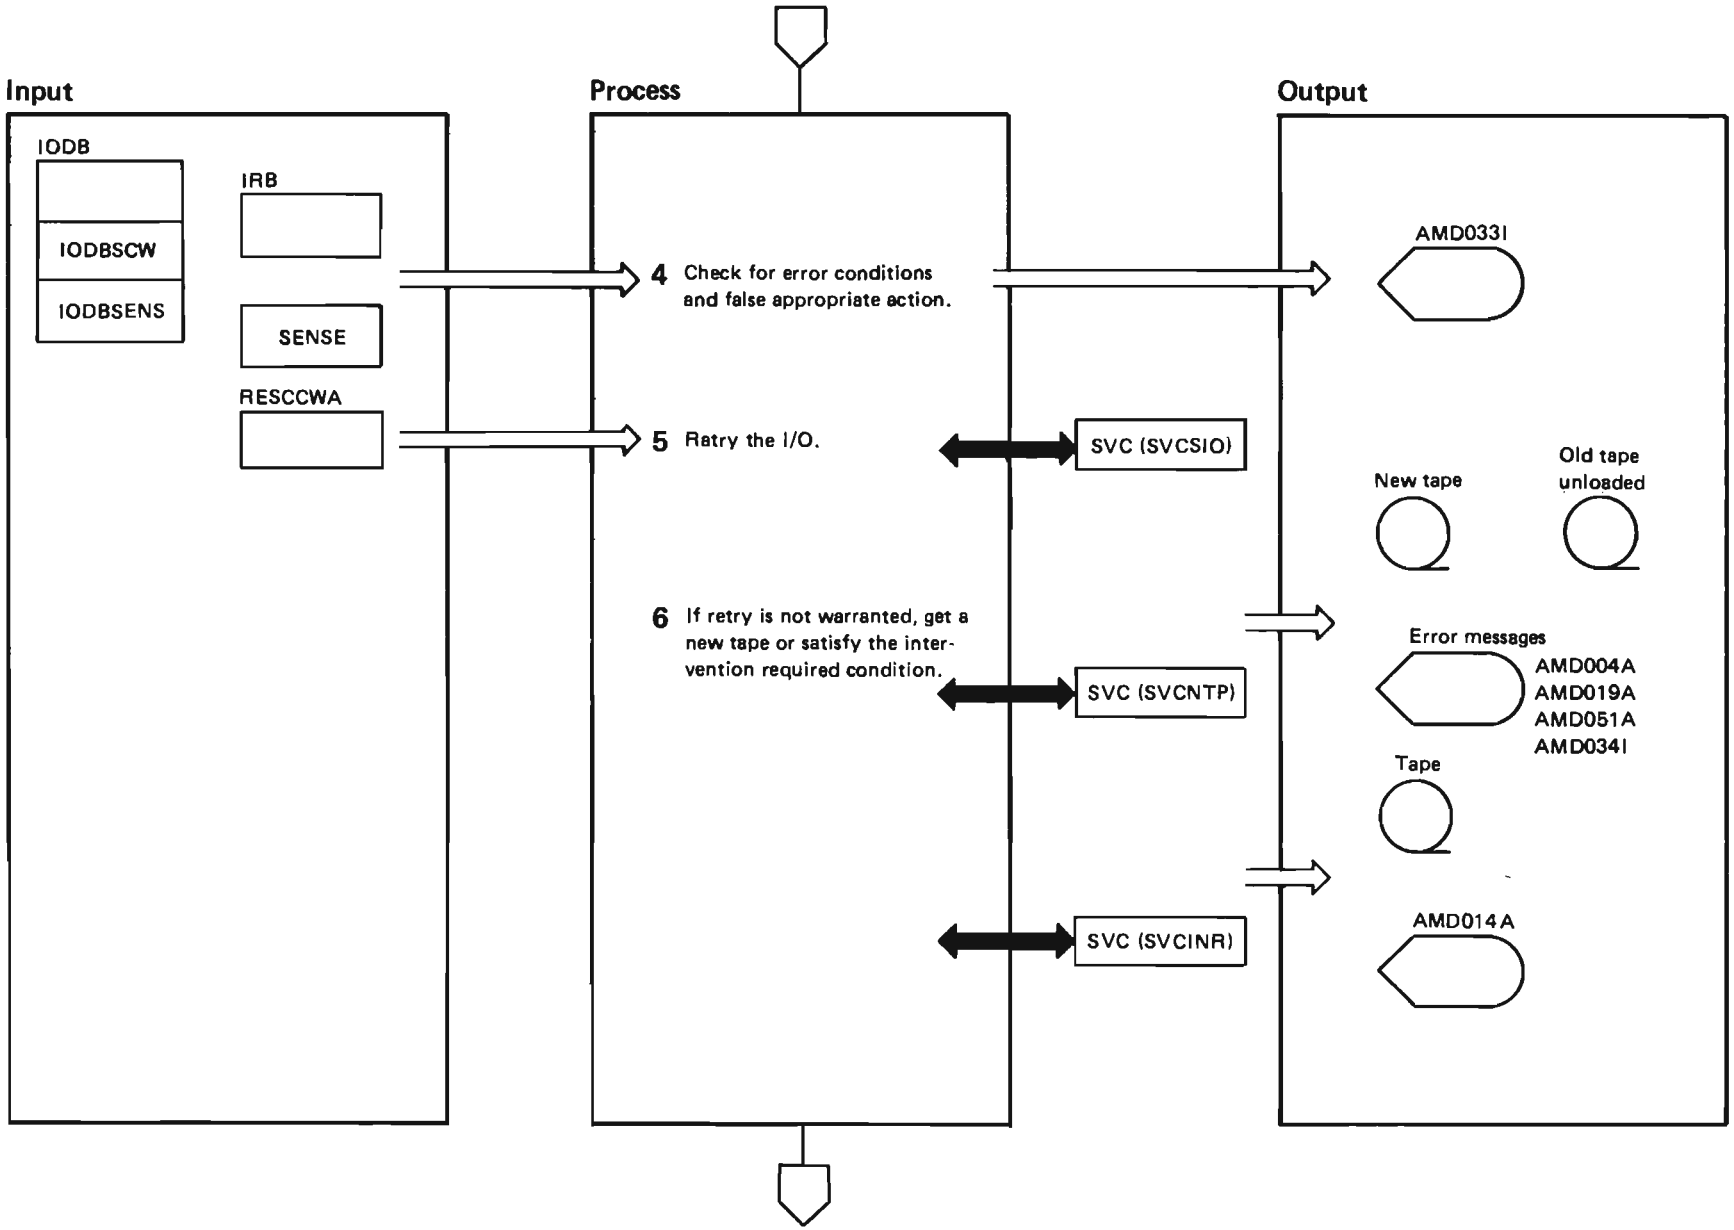 Input
IODB
IODBSCW
IODBSENS
IRB
SENSE
RESCCWA
Process
4 Check for error conditions
and false appropriate action.
5 Retry the I/O.
SVC (SVCSIO)
6 If retry is not warranted, get a
new tape or satisfy the inter-
vention required condition.
SVC (SVCNTP)
SVC (SVCINR)
Output
AMD033I
New tape
Old tape
unloaded
Error messages
AMD004A
AMD019A
AMD051A
AMD034I
Tape
AMD014A